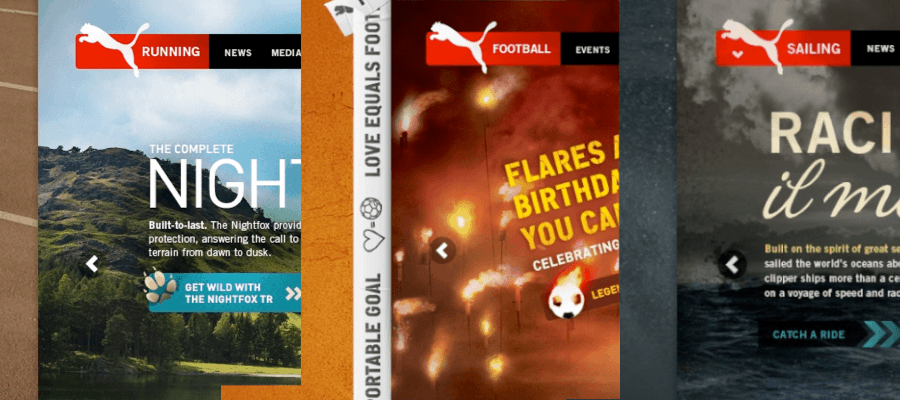 RUNNING
NEWS
MEDIA
THE COMPLETE
NIGHT
Built-to-last. The Nightfox provid
protection, answering the call to
terrain from dawn to dusk.
GET WILD WITH
THE NIGHTFOX TR
PORTABLE GOAL
LOVE EQUALS FOOT
FOOTBALL
EVENTS
FLARES A
BIRTHDA
YOU CA
CELEBRATING
LEGEN
SAILING
NEWS
RACI
il m
Built on the spirit of great se
sailed the world's oceans abo
clipper ships more than a ce
on a voyage of speed and rac
CATCH A RIDE